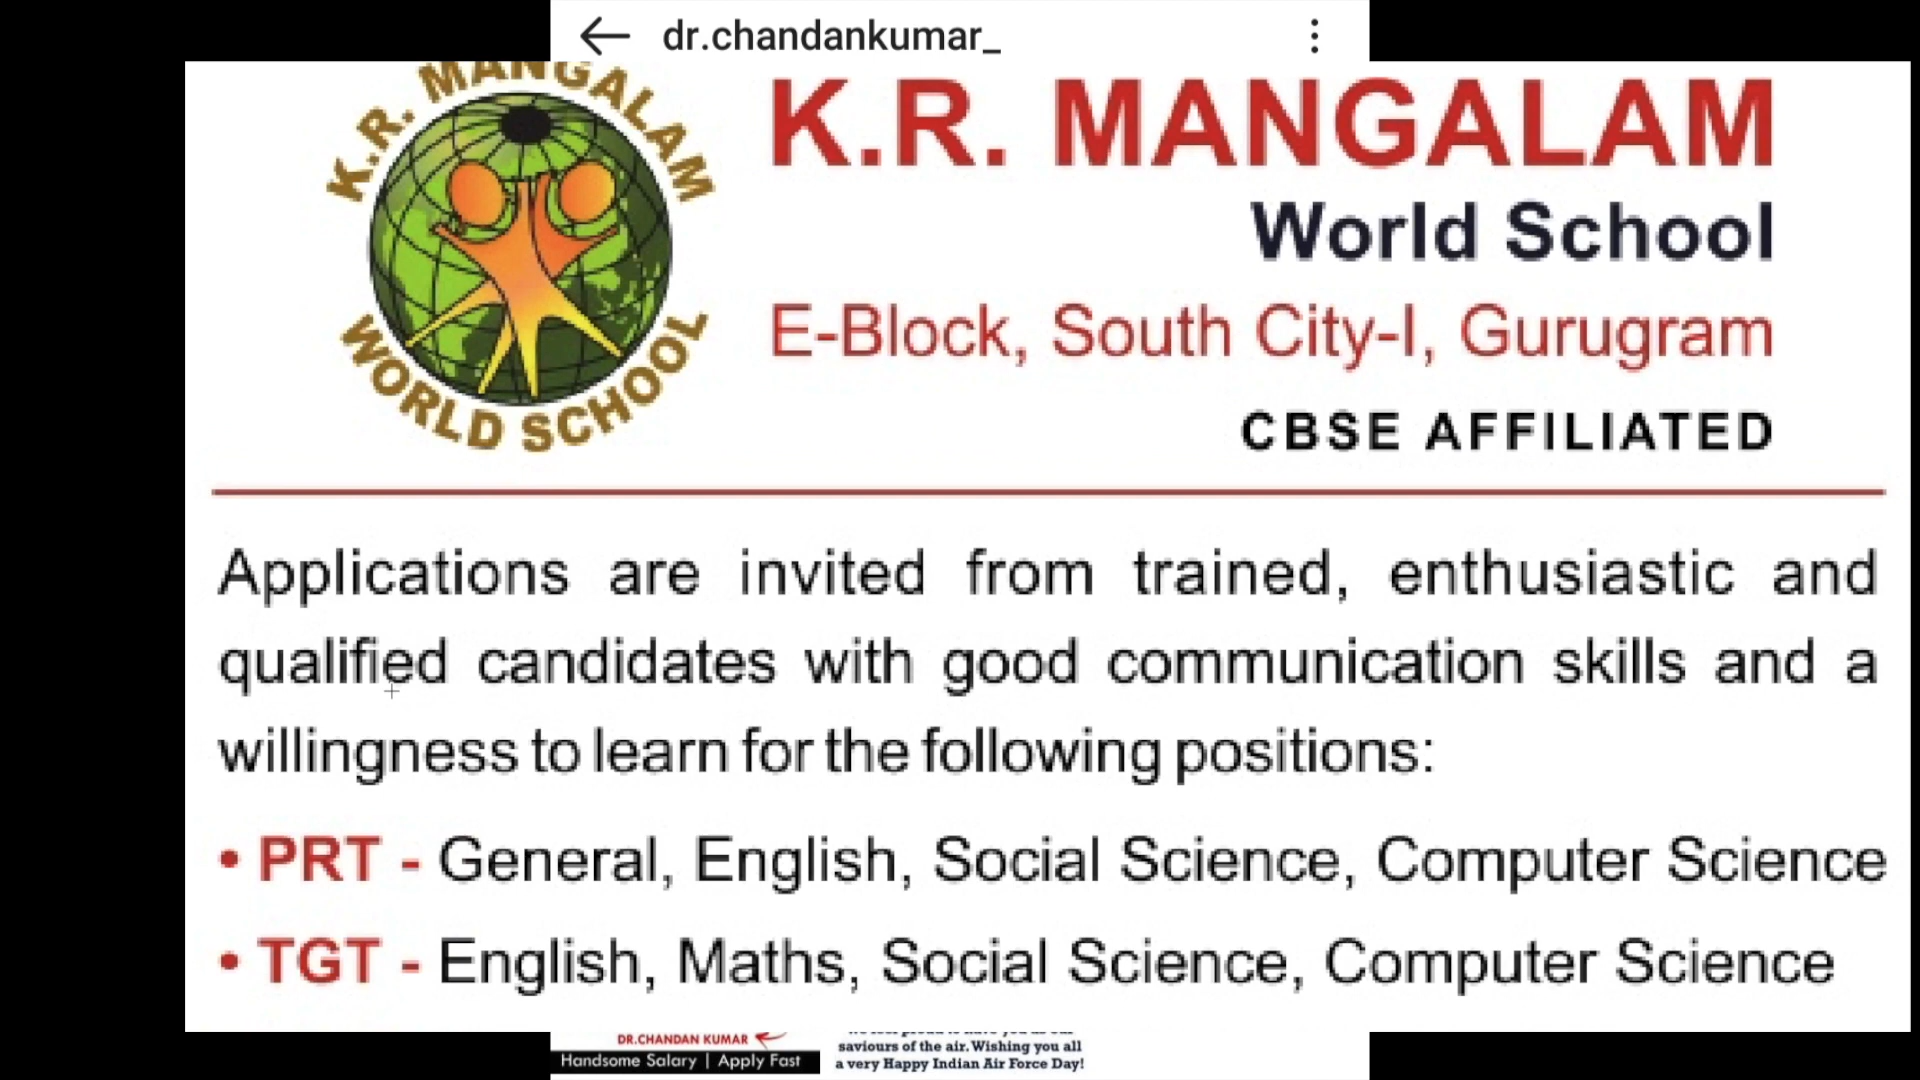 dr.chandankumar_
K.R. MANGALAM
WORLD SCHOOL
K.R. MANGALAM
World School
E-Block, South City-I, Gurugram
CBSE AFFILIATED
Applications are invited from trained, enthusiastic and
qualified candidates with good communication skills and a
willingness to learn for the following positions:
• PRT - General, English, Social Science, Computer Science
• TGT - English, Maths, Social Science, Computer Science
DR.CHANDAN KUMAR
Handsome Salary | Apply Fast
saviours of the air. Wishing you all
a very Happy Indian Air Force Day!